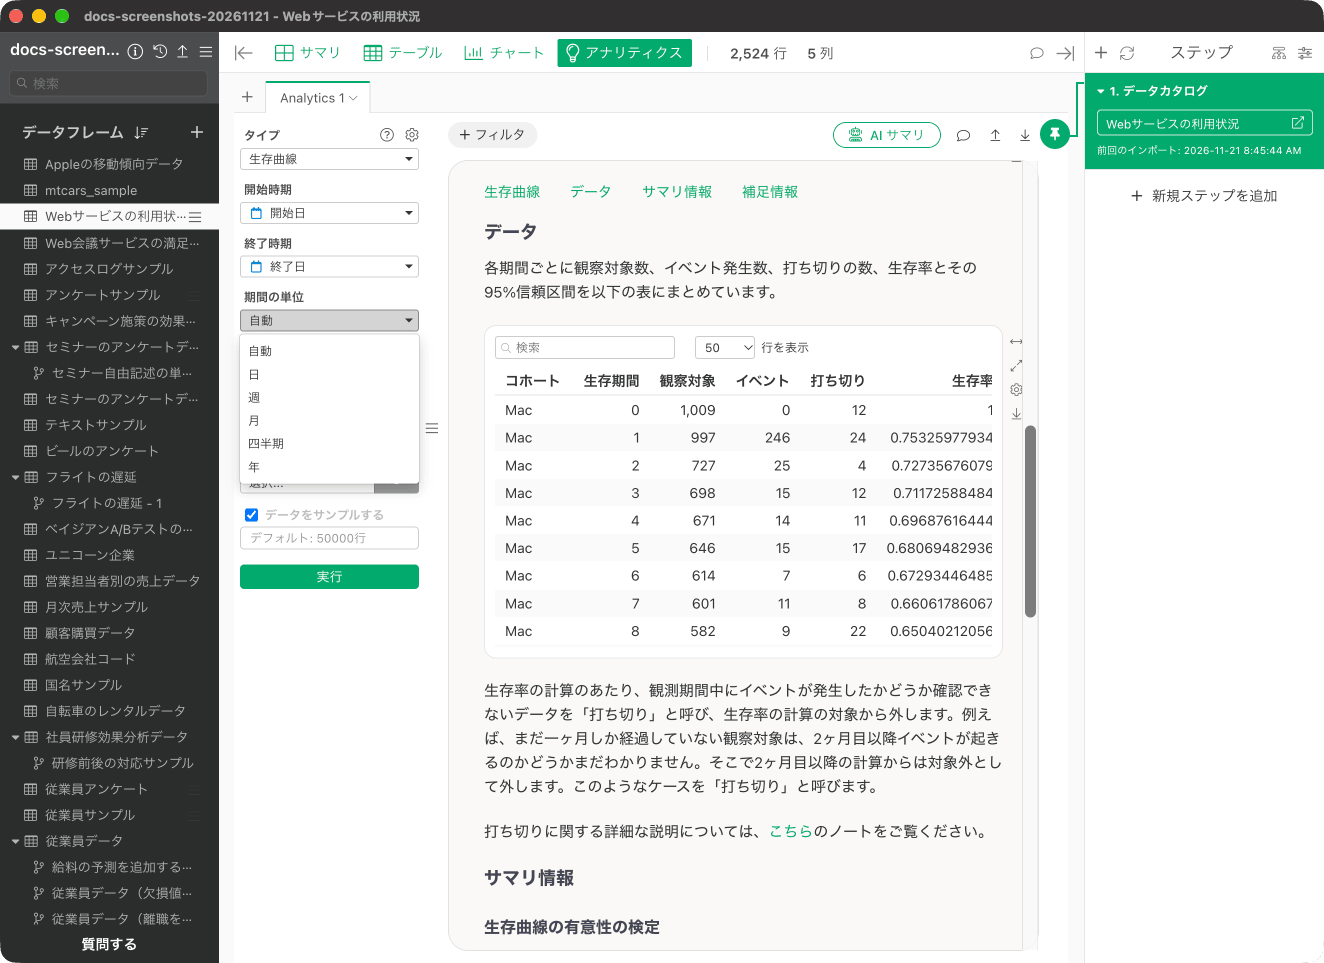 docs-screenshots-20261121 - Webサービスの利用状況
docs-screen...
検索
データフレーム
Appleの移動傾向データ
mtcars_sample
Webサービスの利用状...
Web会議サービスの満足...
アクセスログサンプル
アンケートサンプル
キャンペーン施策の効果...
セミナーのアンケートデ...
セミナー自由記述の単...
セミナーのアンケートデ...
テキストサンプル
ビールのアンケート
フライトの遅延
フライトの遅延 - 1
ベイジアンA/Bテストの...
ユニコーン企業
営業担当者別の売上データ
月次売上サンプル
顧客購買データ
航空会社コード
国名サンプル
自転車のレンタルデータ
社員研修効果分析データ
研修前後の対応サンプル
従業員アンケート
従業員サンプル
従業員データ
給料の予測を追加する...
従業員データ（欠損値...
従業員データ（離職を...
質問する
サマリ テーブル チャート アナリティクス 2,524 行 5 列
Analytics 1
タイプ
生存曲線
開始時期
開始日
終了時期
終了日
期間の単位
自動
自動
日
週
月
四半期
年
選択...
データをサンプルする
デフォルト: 50000行
実行
フィルタ
AI サマリ
生存曲線 データ サマリ情報 補足情報
データ
各期間ごとに観察対象数、イベント発生数、打ち切りの数、生存率とその
95%信頼区間を以下の表にまとめています。
検索 50 行を表示
コホート 生存期間 観察対象 イベント 打ち切り 生存率
Mac 0 1,009 0 12 1
Mac 1 997 246 24 0.75325977934
Mac 2 727 25 4 0.72735676079
Mac 3 698 15 12 0.71172588484
Mac 4 671 14 11 0.69687616444
Mac 5 646 15 17 0.68069482936
Mac 6 614 7 6 0.67293446485
Mac 7 601 11 8 0.66061786067
Mac 8 582 9 22 0.65040212056
生存率の計算のあたり、観測期間中にイベントが発生したかどうか確認でき
ないデータを「打ち切り」と呼び、生存率の計算の対象から外します。例え
ば、まだ一ヶ月しか経過していない観察対象は、2ヶ月目以降イベントが起き
るのかどうかまだわかりません。そこで2ヶ月目以降の計算からは対象外とし
て外します。このようなケースを「打ち切り」と呼びます。
打ち切りに関する詳細な説明については、こちらのノートをご覧ください。
サマリ情報
生存曲線の有意性の検定
ステップ
1. データカタログ
Webサービスの利用状況
前回のインポート: 2026-11-21 8:45:44 AM
新規ステップを追加